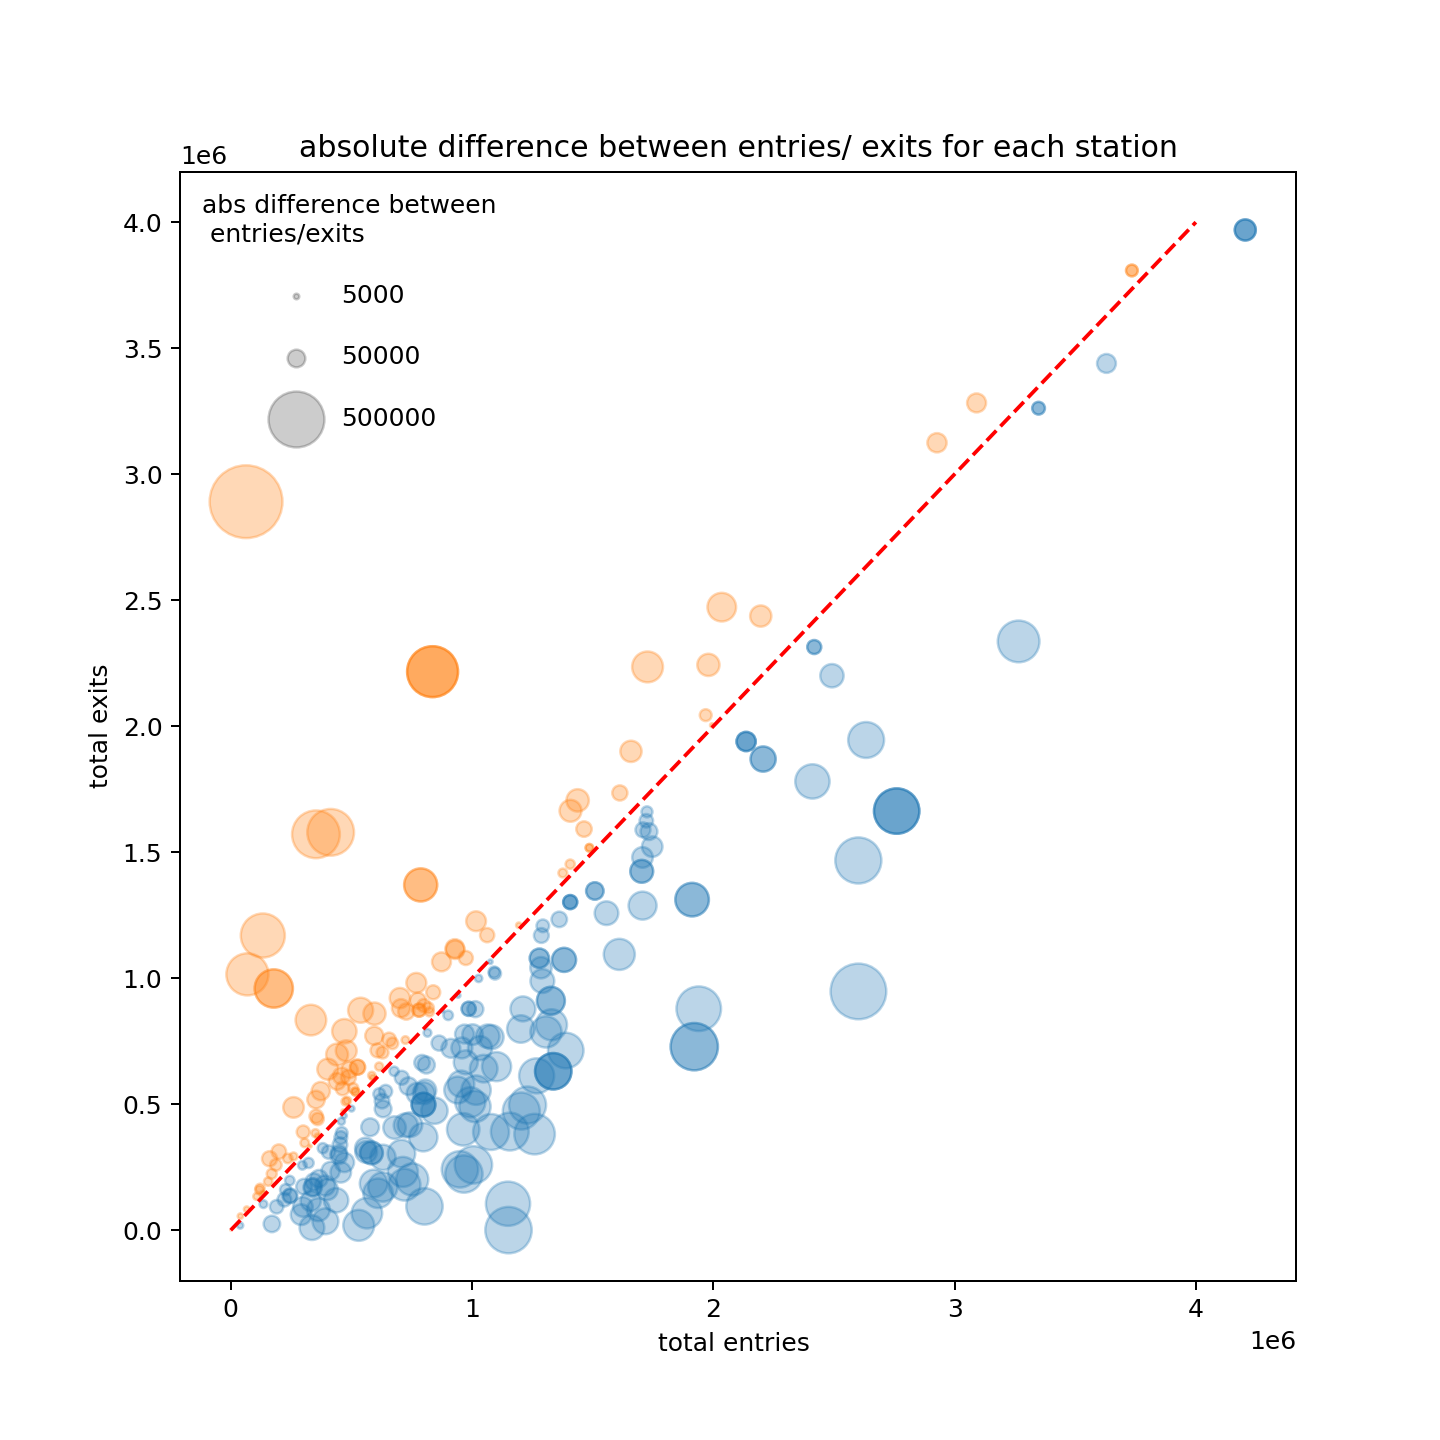 absolute difference between entries/ exits for each station
1e6
abs difference between
entries/exits
5000
50000
500000
4.0
3.5
3.0
2.5
2.0
1.5
1.0
0.5
0.0
total exits
0
1
2
3
4
total entries
1e6